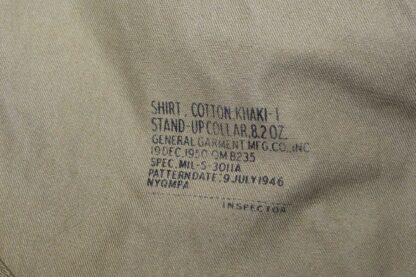 SHIRT, COTTON, KHAKI-1
STAND-UP COLLAR, 8.2 OZ.
GENERAL GARMENT MFG. CO., INC
19 DEC, 1950 QM 8235
SPEC. MIL-S-3011A
PATTERN DATE: 9 JULY 1946
NYQMPA
INSPECTOR